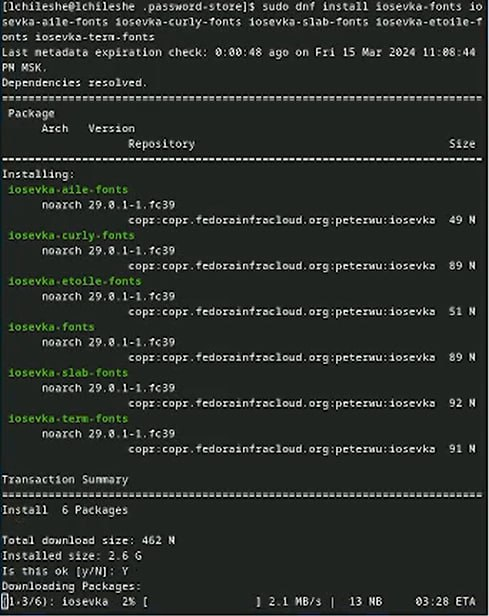 [lchileshe@lchileshe .password-store]$ sudo dnf install iosevka-fonts io
sevka-aile-fonts iosevka-curly-fonts iosevka-slab-fonts iosevka-etoile-f
onts iosevka-term-fonts
Last metadata expiration check: 0:00:48 ago on Fri 15 Mar 2024 11:08:44
PM MSK.
Dependencies resolved.
========================================================================
Package
Arch Version
Repository Size
========================================================================
Installing:
iosevka-aile-fonts
noarch 29.0.1-1.fc39
copr:copr.fedorainfracloud.org:peterwu:iosevka 49 M
iosevka-curly-fonts
noarch 29.0.1-1.fc39
copr:copr.fedorainfracloud.org:peterwu:iosevka 89 M
iosevka-etoile-fonts
noarch 29.0.1-1.fc39
copr:copr.fedorainfracloud.org:peterwu:iosevka 51 M
iosevka-fonts
noarch 29.0.1-1.fc39
copr:copr.fedorainfracloud.org:peterwu:iosevka 89 M
iosevka-slab-fonts
noarch 29.0.1-1.fc39
copr:copr.fedorainfracloud.org:peterwu:iosevka 92 M
iosevka-term-fonts
noarch 29.0.1-1.fc39
copr:copr.fedorainfracloud.org:peterwu:iosevka 91 M
Transaction Summary
========================================================================
Install 6 Packages
Total download size: 462 M
Installed size: 2.6 G
Is this ok [y/N]: Y
Downloading Packages:
(1-3/6): iosevka 2% [ ] 2.1 MB/s | 13 MB 03:28 ETA